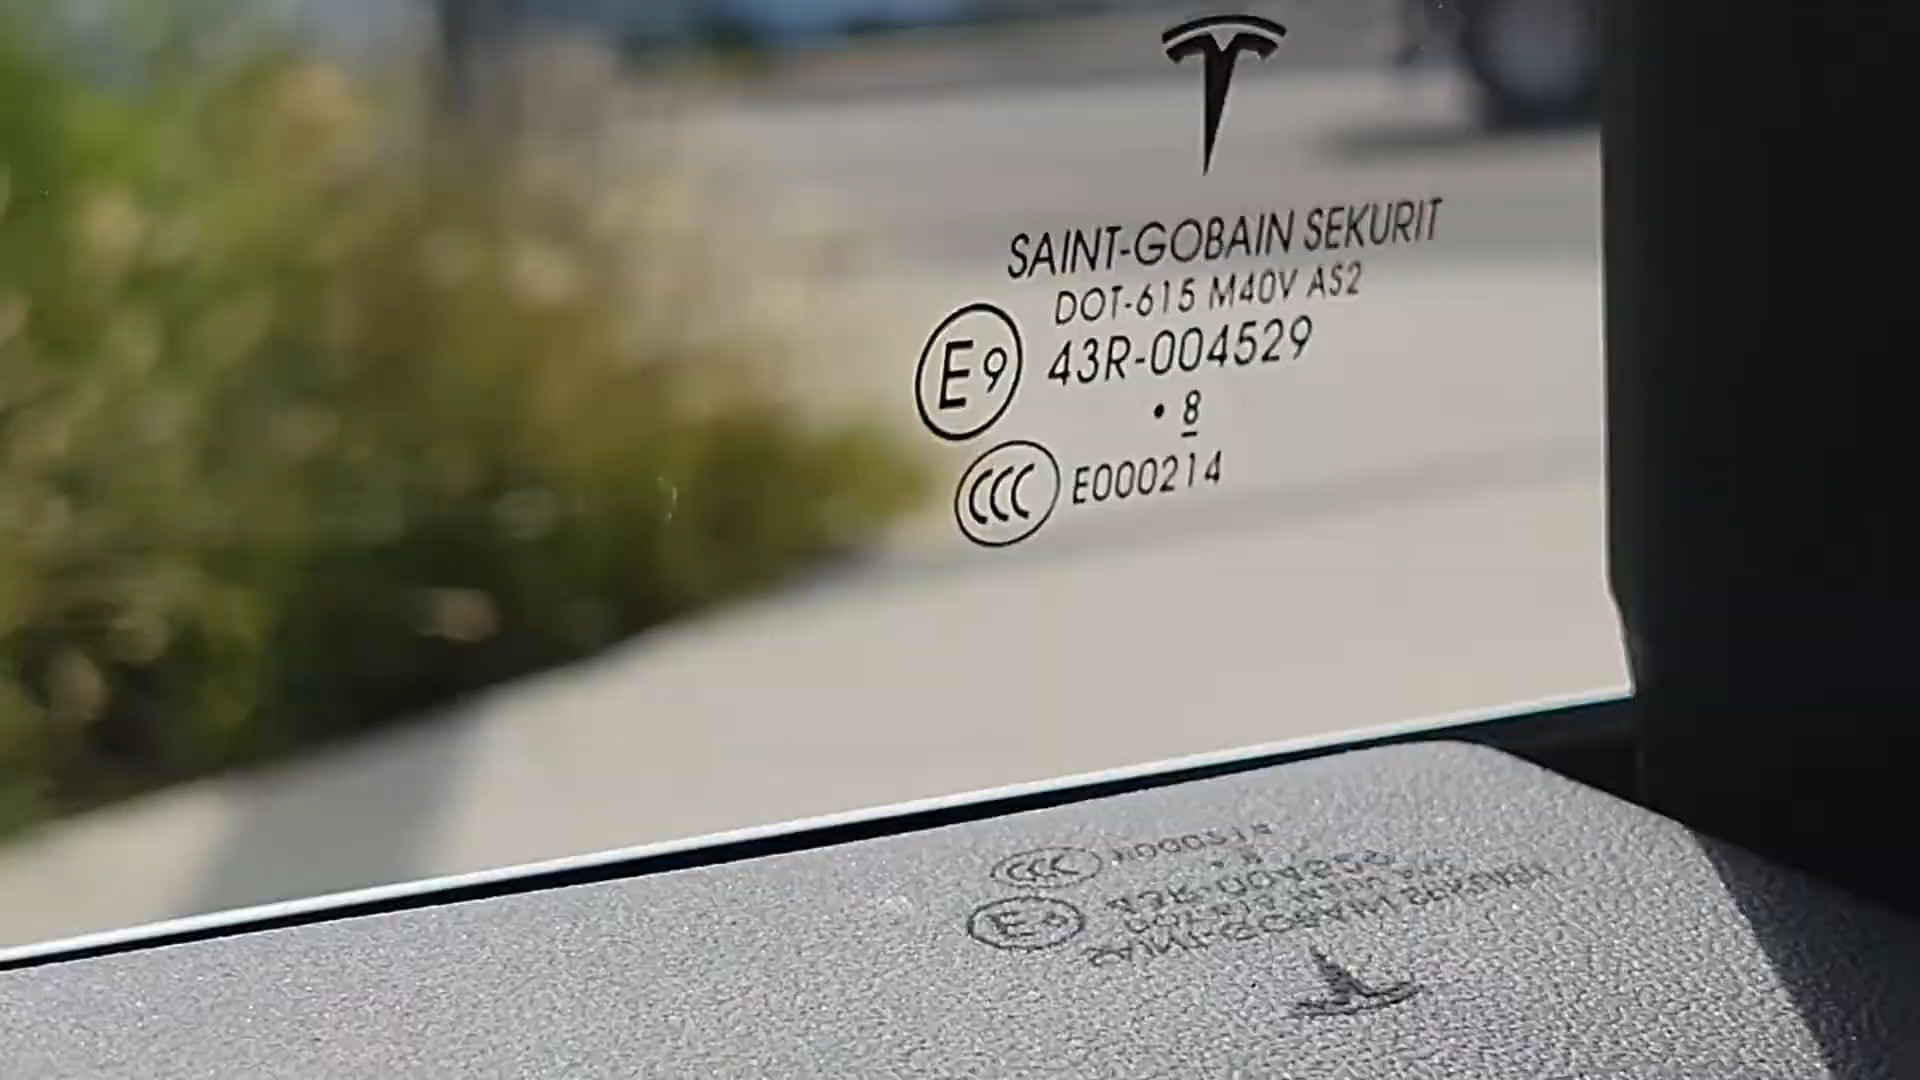 SAINT-GOBAIN SEKURIT
DOT-615 M40V AS2
E9 43R-004529
• 8
CCC E000214